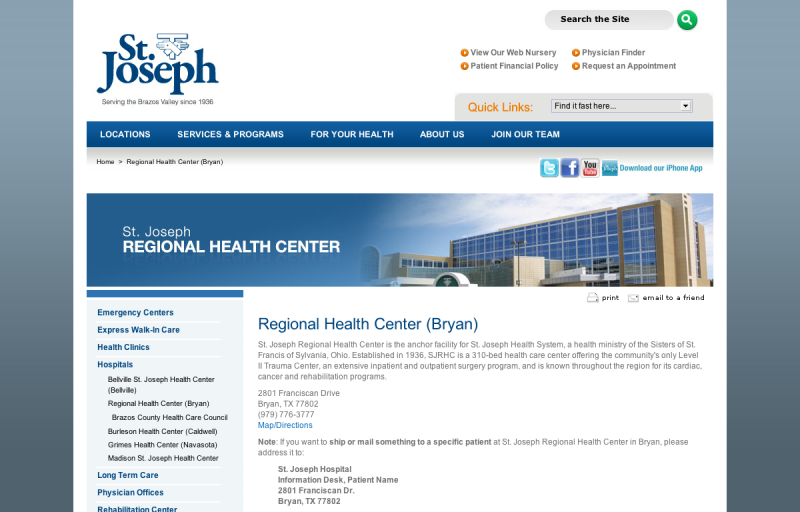 Search the Site
St. Joseph
Serving the Brazos Valley since 1936
View Our Web Nursery
Physician Finder
Patient Financial Policy
Request an Appointment
Quick Links:
Find it fast here...
LOCATIONS
SERVICES & PROGRAMS
FOR YOUR HEALTH
ABOUT US
JOIN OUR TEAM
Home > Regional Health Center (Bryan)
You
Download our iPhone App
St. Joseph
REGIONAL HEALTH CENTER
print
email to a friend
Emergency Centers
Express Walk-In Care
Health Clinics
Hospitals
Bellville St. Joseph Health Center
(Bellville)
Regional Health Center (Bryan)
Brazos County Health Care Council
Burleson Health Center (Caldwell)
Grimes Health Center (Navasota)
Madison St. Joseph Health Center
Long Term Care
Physician Offices
Rehabilitation Center
Regional Health Center (Bryan)
St. Joseph Regional Health Center is the anchor facility for St. Joseph Health System, a health ministry of the Sisters of St.
Francis of Sylvania, Ohio. Established in 1936, SJRHC is a 310-bed health care center offering the community's only Level
II Trauma Center, an extensive inpatient and outpatient surgery program, and is known throughout the region for its cardiac,
cancer and rehabilitation programs.
2801 Franciscan Drive
Bryan, TX 77802
(979) 776-3777
Map/Directions
Note: If you want to ship or mail something to a specific patient at St. Joseph Regional Health Center in Bryan, please
address it to:
St. Joseph Hospital
Information Desk, Patient Name
2801 Franciscan Dr.
Bryan, TX 77802